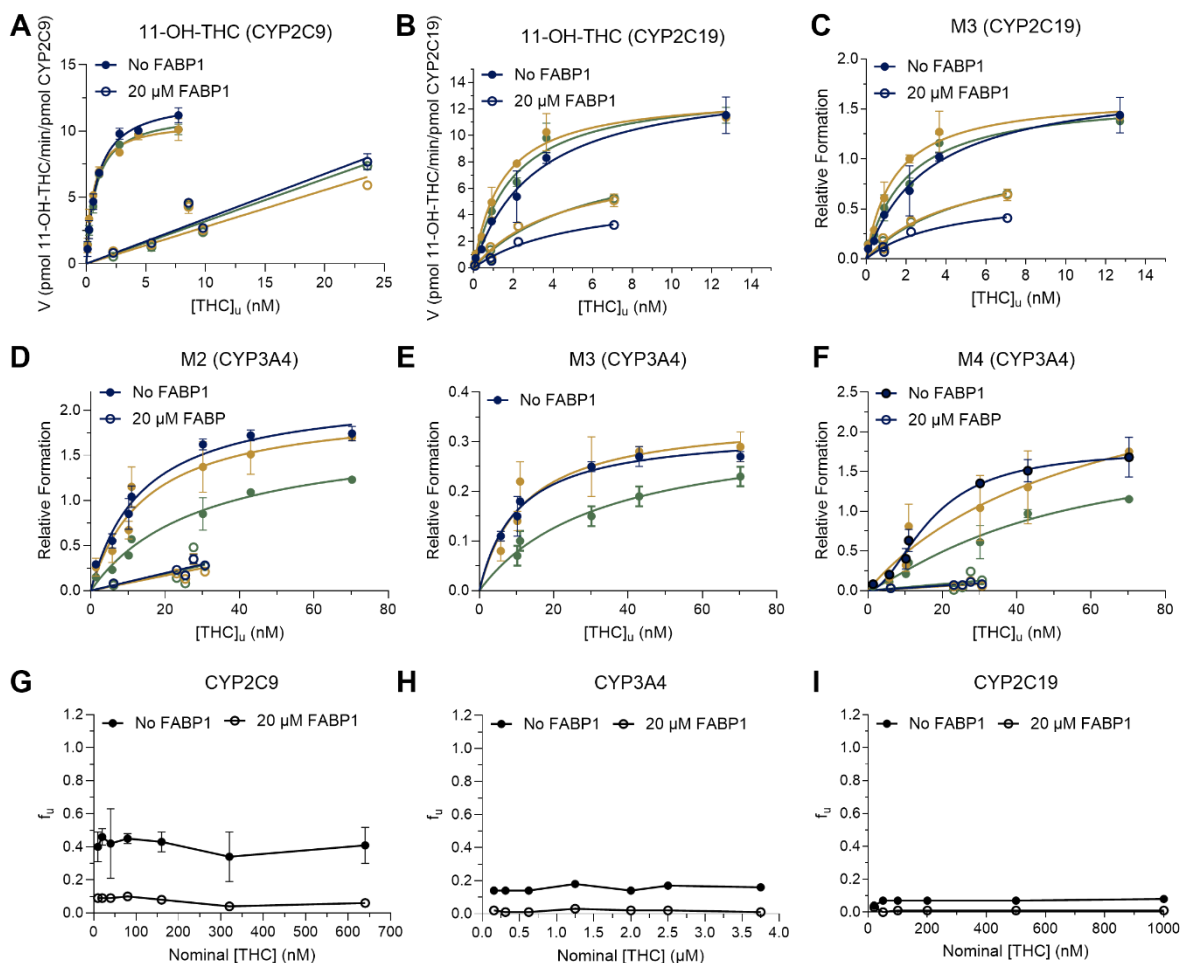 A
11-OH-THC (CYP2C9)
No FABP1
20 µM FABP1
V (pmol 11-OH-THC/min/pmol CYP2C9)
15
10
5
0
0 5 10 15 20 25
[THC]u (nM)
B
11-OH-THC (CYP2C19)
No FABP1
20 µM FABP1
V (pmol 11-OH-THC/min/pmol CYP2C19)
16
14
12
10
8
6
4
2
0
0 2 4 6 8 10 12 14
[THC]u (nM)
C
M3 (CYP2C19)
No FABP1
20 µM FABP1
Relative Formation
2.0
1.5
1.0
0.5
0.0
0 2 4 6 8 10 12 14
[THC]u (nM)
D
M2 (CYP3A4)
No FABP1
20 µM FABP
Relative Formation
2.0
1.5
1.0
0.5
0.0
0 20 40 60 80
[THC]u (nM)
E
M3 (CYP3A4)
No FABP1
Relative Formation
0.4
0.3
0.2
0.1
0.0
0 20 40 60 80
[THC]u (nM)
F
M4 (CYP3A4)
No FABP1
20 µM FABP
Relative Formation
2.5
2.0
1.5
1.0
0.5
0.0
0 20 40 60 80
[THC]u (nM)
G
CYP2C9
No FABP1 20 µM FABP1
fu
1.2
1.0
0.8
0.6
0.4
0.2
0.0
0 100 200 300 400 500 600 700
Nominal [THC] (nM)
H
CYP3A4
No FABP1 20 µM FABP1
fu
1.2
1.0
0.8
0.6
0.4
0.2
0.0
0.0 0.5 1.0 1.5 2.0 2.5 3.0 3.5 4.0
Nominal [THC] (µM)
I
CYP2C19
No FABP1 20 µM FABP1
fu
1.2
1.0
0.8
0.6
0.4
0.2
0.0
0 200 400 600 800 1000
Nominal [THC] (nM)